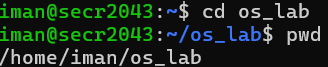 iman@secr2043:~$ cd os_lab
iman@secr2043:~/os_lab$ pwd
/home/iman/os_lab